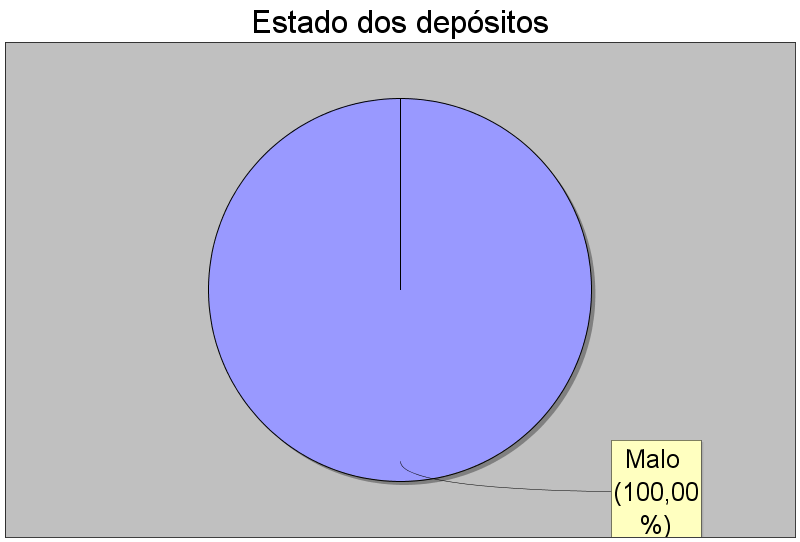 Estado dos depósitos
Malo
(100,00
%)